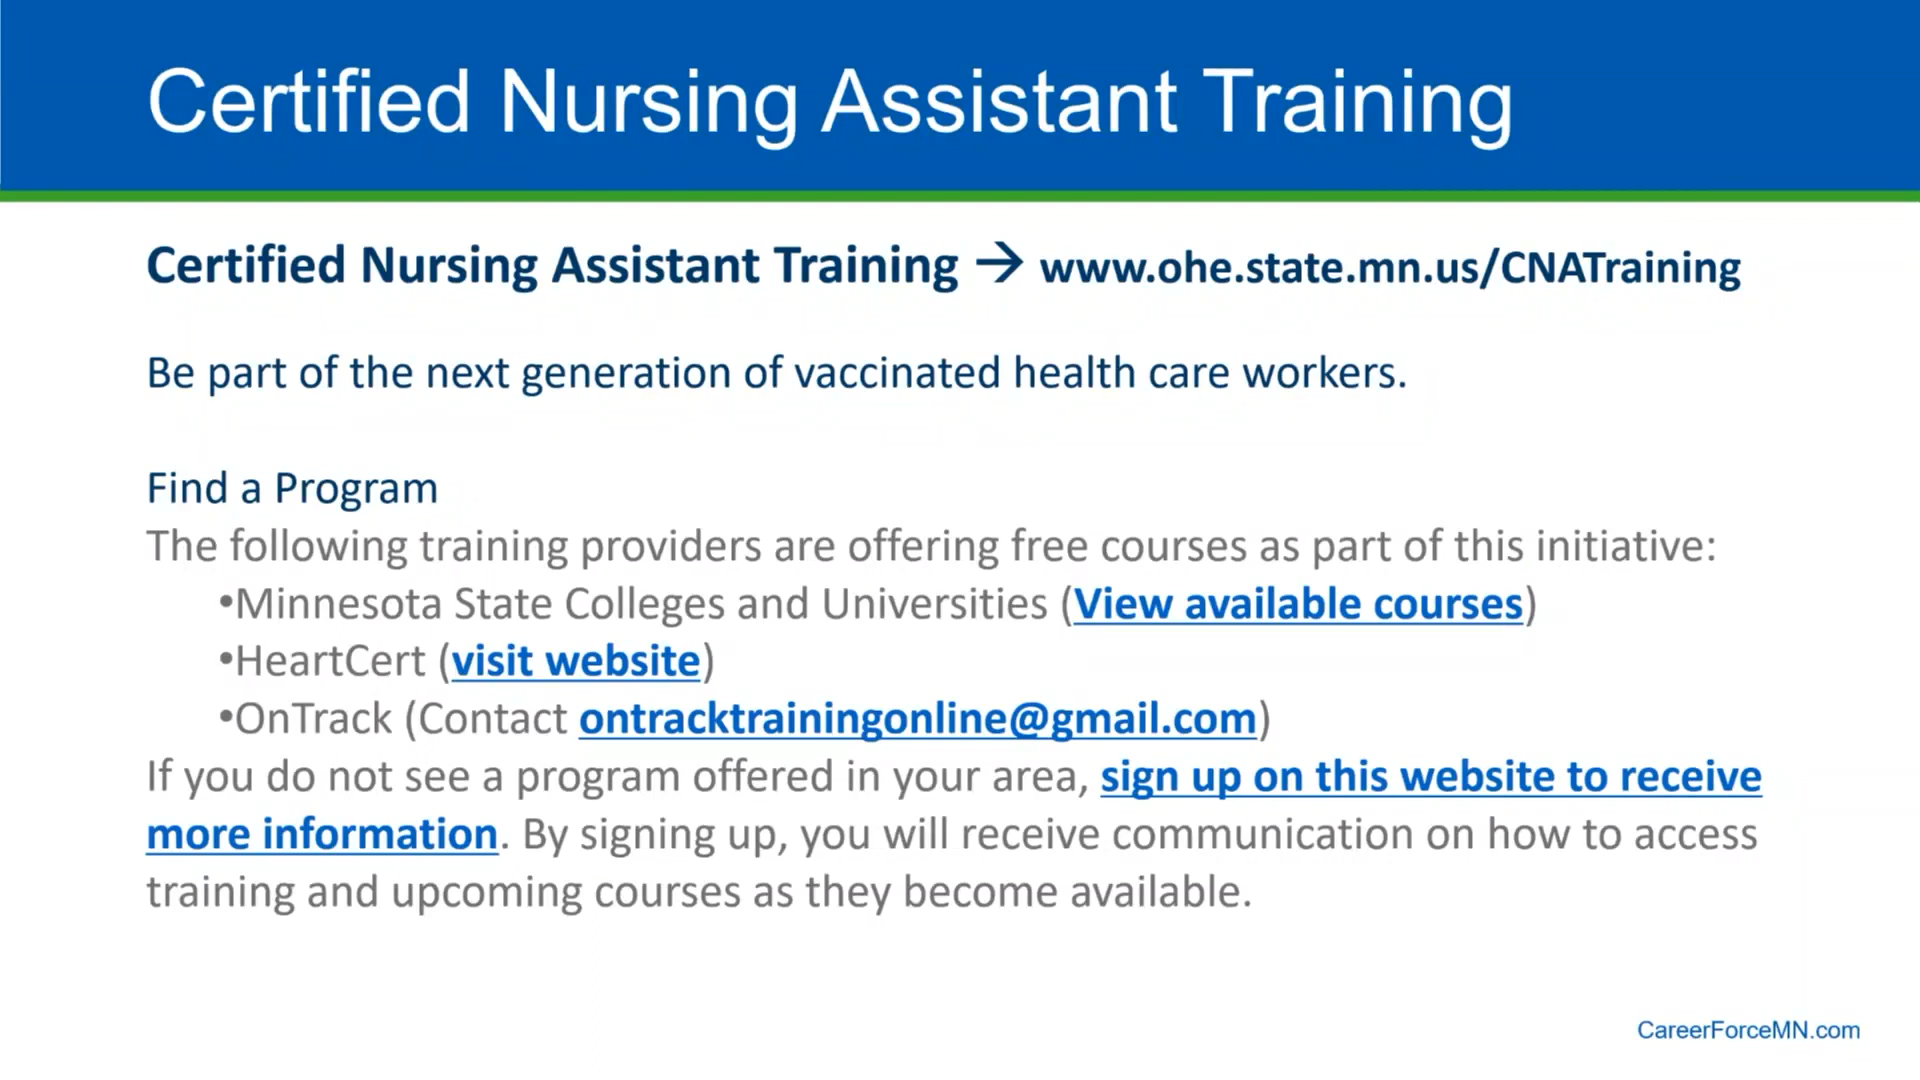 Certified Nursing Assistant Training
Certified Nursing Assistant Training → www.ohe.state.mn.us/CNATraining
Be part of the next generation of vaccinated health care workers.
Find a Program
The following training providers are offering free courses as part of this initiative:
•Minnesota State Colleges and Universities (View available courses)
•HeartCert (visit website)
•OnTrack (Contact ontracktrainingonline@gmail.com)
If you do not see a program offered in your area, sign up on this website to receive
more information. By signing up, you will receive communication on how to access
training and upcoming courses as they become available.
CareerForceMN.com